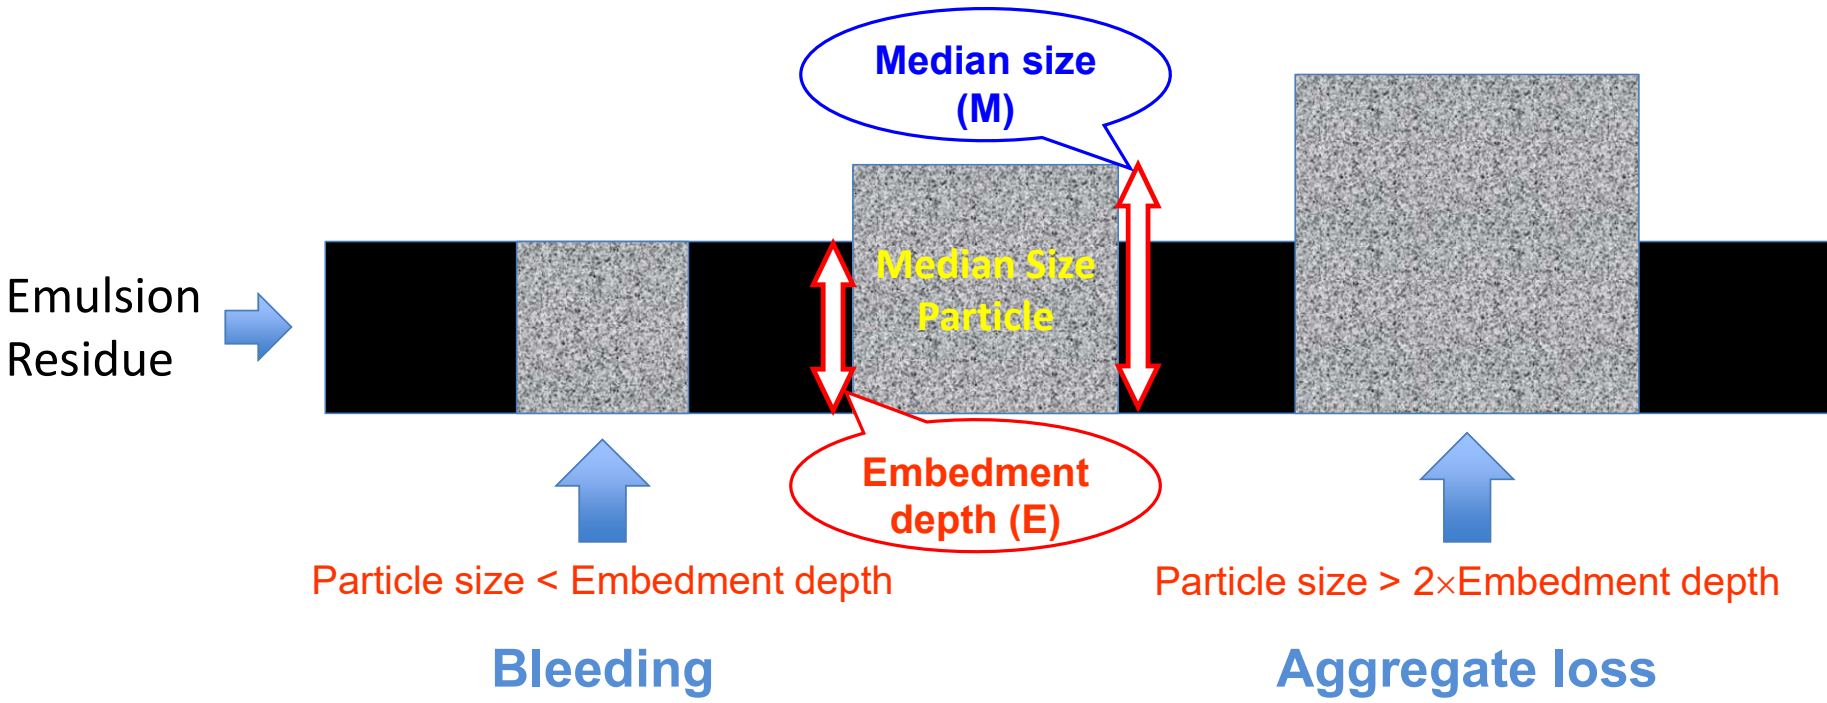 Median size
(M)
Emulsion
Residue
Median Size
Particle
Embedment
depth (E)
Particle size < Embedment depth
Particle size > 2×Embedment depth
Bleeding
Aggregate loss